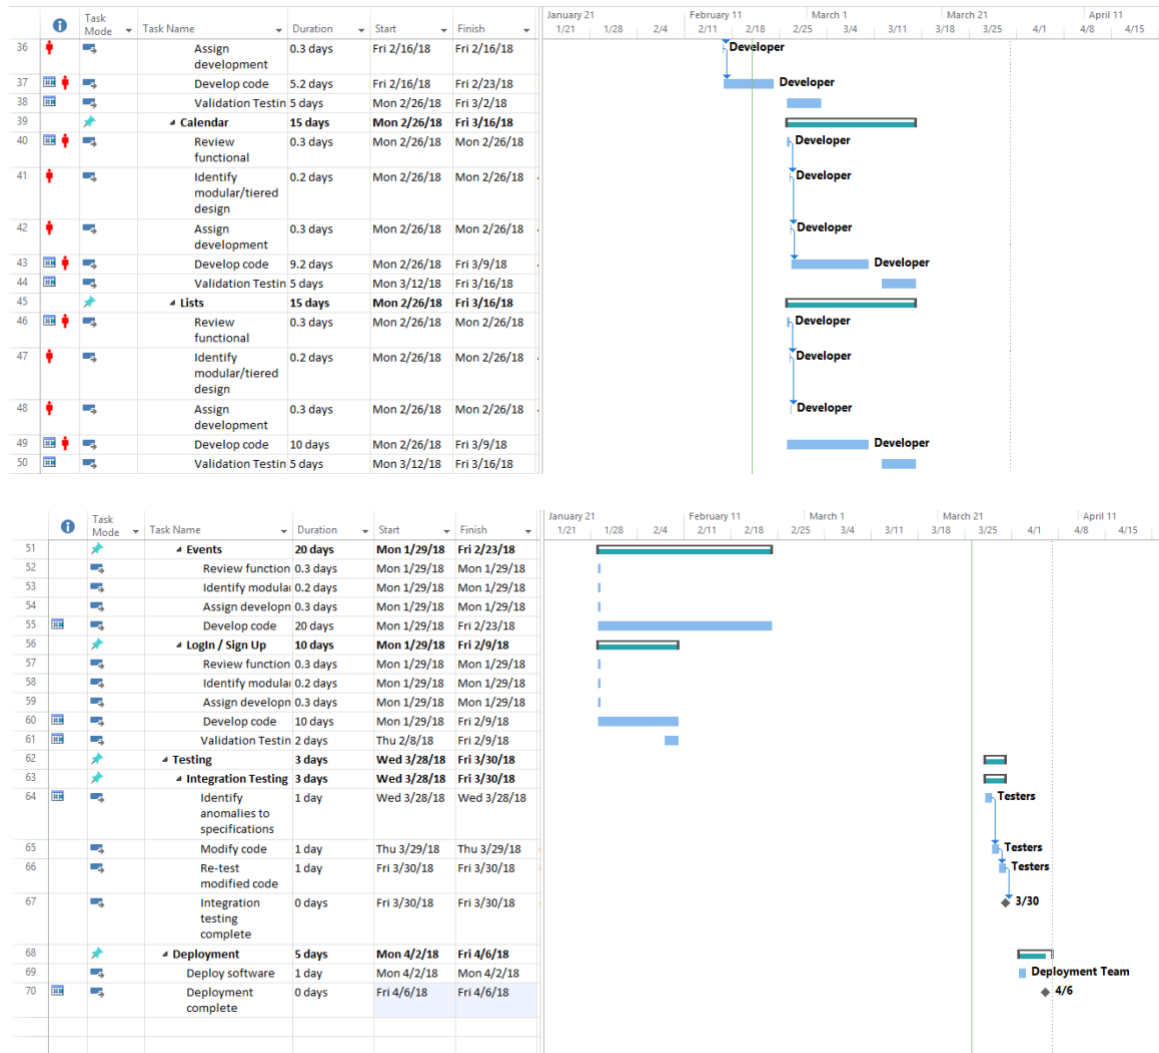 January 21 February 11 March 1 March 21 April 11
Task
Mode Task Name Duration Start Finish 1/21 1/28 2/4 2/11 2/18 2/25 3/4 3/11 3/18 3/25 4/1 4/8 4/15
36 Assign 0.3 days Fri 2/16/18 Fri 2/16/18 Developer
development
37 Develop code 5.2 days Fri 2/16/18 Fri 2/23/18 Developer
38 Validation Testin 5 days Mon 2/26/18 Fri 3/2/18
39 Calendar 15 days Mon 2/26/18 Fri 3/16/18
40 Review 0.3 days Mon 2/26/18 Mon 2/26/18 Developer
functional
41 Identify 0.2 days Mon 2/26/18 Mon 2/26/18 Developer
modular/tiered
design
42 Assign 0.3 days Mon 2/26/18 Mon 2/26/18 Developer
development
43 Develop code 9.2 days Mon 2/26/18 Fri 3/9/18 Developer
44 Validation Testin 5 days Mon 3/12/18 Fri 3/16/18
45 Lists 15 days Mon 2/26/18 Fri 3/16/18
46 Review 0.3 days Mon 2/26/18 Mon 2/26/18 Developer
functional
47 Identify 0.2 days Mon 2/26/18 Mon 2/26/18 Developer
modular/tiered
design
48 Assign 0.3 days Mon 2/26/18 Mon 2/26/18 Developer
development
49 Develop code 10 days Mon 2/26/18 Fri 3/9/18 Developer
50 Validation Testin 5 days Mon 3/12/18 Fri 3/16/18
January 21 February 11 March 1 March 21 April 11
Task
Mode Task Name Duration Start Finish 1/21 1/28 2/4 2/11 2/18 2/25 3/4 3/11 3/18 3/25 4/1 4/8 4/15
51 Events 20 days Mon 1/29/18 Fri 2/23/18
52 Review function 0.3 days Mon 1/29/18 Mon 1/29/18
53 Identify modular 0.2 days Mon 1/29/18 Mon 1/29/18
54 Assign developn 0.3 days Mon 1/29/18 Mon 1/29/18
55 Develop code 20 days Mon 1/29/18 Fri 2/23/18
56 LogIn / Sign Up 10 days Mon 1/29/18 Fri 2/9/18
57 Review function 0.3 days Mon 1/29/18 Mon 1/29/18
58 Identify modular 0.2 days Mon 1/29/18 Mon 1/29/18
59 Assign developn 0.3 days Mon 1/29/18 Mon 1/29/18
60 Develop code 10 days Mon 1/29/18 Fri 2/9/18
61 Validation Testin 2 days Thu 2/8/18 Fri 2/9/18
62 Testing 3 days Wed 3/28/18 Fri 3/30/18
63 Integration Testing 3 days Wed 3/28/18 Fri 3/30/18
64 Identify 1 day Wed 3/28/18 Wed 3/28/18 Testers
anomalies to
specifications
65 Modify code 1 day Thu 3/29/18 Thu 3/29/18 Testers
66 Re-test 1 day Fri 3/30/18 Fri 3/30/18 Testers
modified code
67 Integration 0 days Fri 3/30/18 Fri 3/30/18 3/30
testing
complete
68 Deployment 5 days Mon 4/2/18 Fri 4/6/18
69 Deploy software 1 day Mon 4/2/18 Mon 4/2/18 Deployment Team
70 Deployment 0 days Fri 4/6/18 Fri 4/6/18 4/6
complete